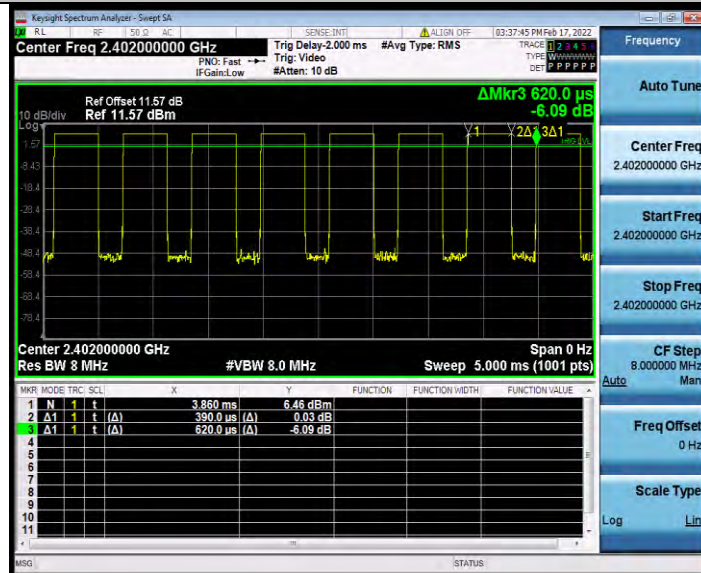 Keysight Spectrum Analyzer - Swept SA
LXI RL RF 50 Ω AC SENSE:INT ALIGN OFF 03:37:45 PM Feb 17, 2022
Center Freq 2.402000000 GHz
PNO: Fast
IFGain:Low
Trig Delay-2.000 ms
Trig: Video
#Atten: 10 dB
#Avg Type: RMS
TRACE 1 2 3 4 5 6
TYPE WWWWWW
DET P P P P P P
ΔMkr3 620.0 µs
-6.09 dB
Ref Offset 11.57 dB
10 dB/div Ref 11.57 dBm
Log
1.57
-8.43
-18.4
-28.4
-38.4
-48.4
-58.4
-68.4
-78.4
1 2Δ1 3Δ1
TRIG LVL
Center 2.402000000 GHz Span 0 Hz
Res BW 8 MHz #VBW 8.0 MHz Sweep 5.000 ms (1001 pts)
MKR MODE TRC SCL X Y FUNCTION FUNCTION WIDTH FUNCTION VALUE
1 N 1 t 3.860 ms 6.46 dBm
2 Δ1 1 t (Δ) 390.0 µs (Δ) 0.03 dB
3 Δ1 1 t (Δ) 620.0 µs (Δ) -6.09 dB
4
5
6
7
8
9
10
11
MSG STATUS
Frequency
Auto Tune
Center Freq
2.402000000 GHz
Start Freq
2.402000000 GHz
Stop Freq
2.402000000 GHz
CF Step
8.000000 MHz
Auto Man
Freq Offset
0 Hz
Scale Type
Log Lin